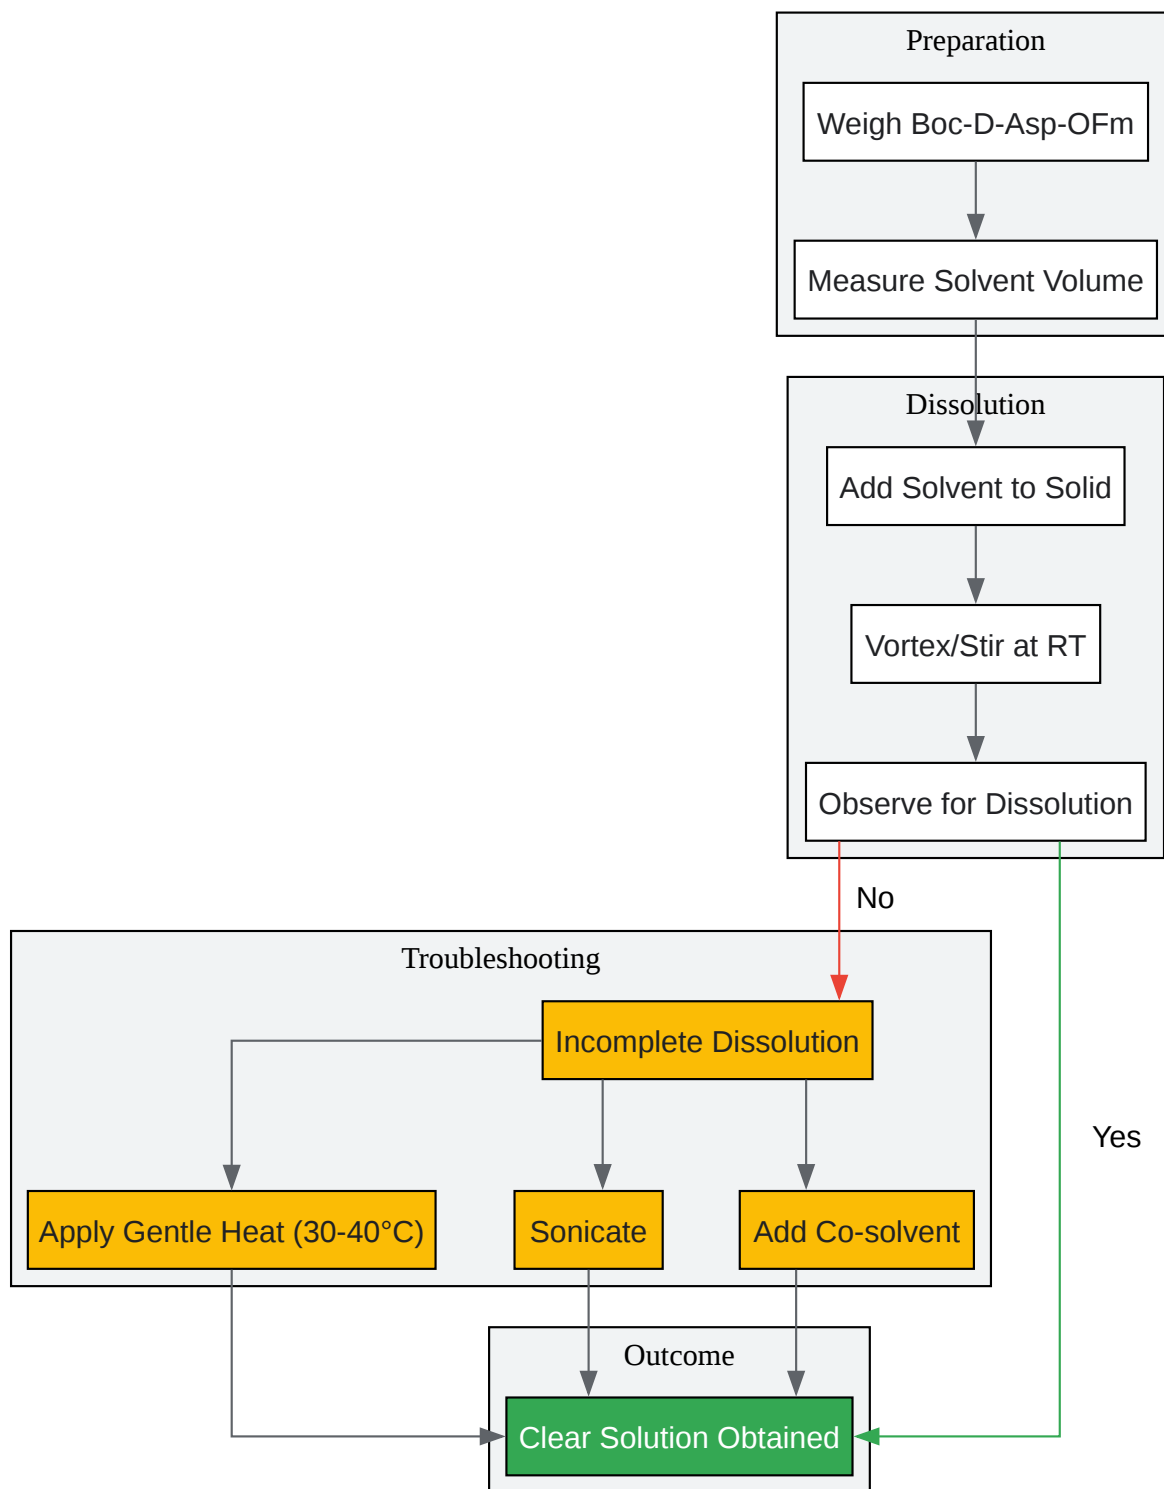 Preparation
Weigh Boc-D-Asp-OFm
Measure Solvent Volume
Dissolution
Add Solvent to Solid
Vortex/Stir at RT
Observe for Dissolution
No
Troubleshooting
Incomplete Dissolution
Yes
Apply Gentle Heat (30-40°C)
Sonicate
Add Co-solvent
Outcome
Clear Solution Obtained